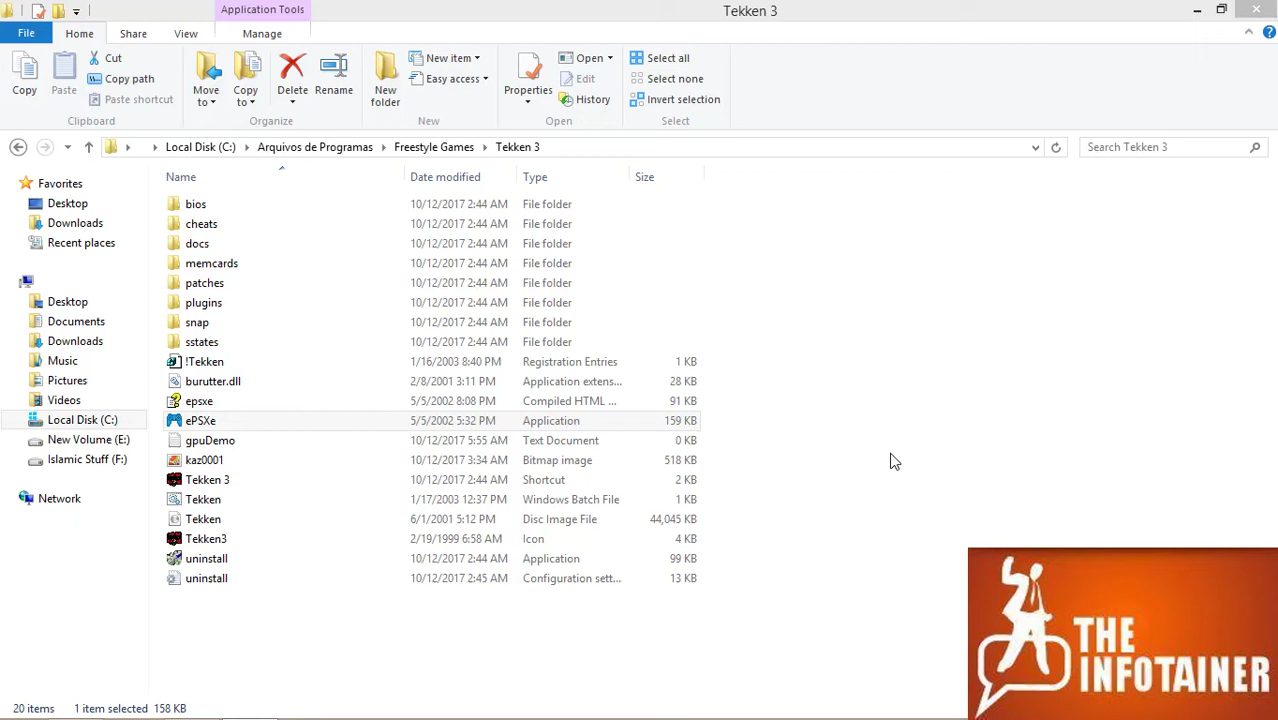 Application Tools
Tekken 3
File
Home
Share
View
Manage
Copy
Paste
Cut
Copy path
Paste shortcut
Clipboard
Move to
Copy to
Delete
Rename
Organize
New folder
New item
Easy access
New
Properties
Open
Edit
History
Open
Select all
Select none
Invert selection
Select
Local Disk (C:)
Arquivos de Programas
Freestyle Games
Tekken 3
Search Tekken 3
Name Date modified Type Size
Favorites
Desktop
Downloads
Recent places
Desktop
Documents
Downloads
Music
Pictures
Videos
Local Disk (C:)
New Volume (E:)
Islamic Stuff (F:)
Network
bios 10/12/2017 2:44 AM File folder
cheats 10/12/2017 2:44 AM File folder
docs 10/12/2017 2:44 AM File folder
memcards 10/12/2017 2:44 AM File folder
patches 10/12/2017 2:44 AM File folder
plugins 10/12/2017 2:44 AM File folder
snap 10/12/2017 2:44 AM File folder
sstates 10/12/2017 2:44 AM File folder
!Tekken 1/16/2003 8:40 PM Registration Entries 1 KB
burutter.dll 2/8/2001 3:11 PM Application extens... 28 KB
epsxe 5/5/2002 8:08 PM Compiled HTML ... 91 KB
ePSXe 5/5/2002 5:32 PM Application 159 KB
gpuDemo 10/12/2017 5:55 AM Text Document 0 KB
kaz0001 10/12/2017 3:34 AM Bitmap image 518 KB
Tekken 3 10/12/2017 2:44 AM Shortcut 2 KB
Tekken 1/17/2003 12:37 PM Windows Batch File 1 KB
Tekken 6/1/2001 5:12 PM Disc Image File 44,045 KB
Tekken3 2/19/1999 6:58 AM Icon 4 KB
uninstall 10/12/2017 2:44 AM Application 99 KB
uninstall 10/12/2017 2:45 AM Configuration sett... 13 KB
20 items 1 item selected 158 KB
THE
INFOTAINER